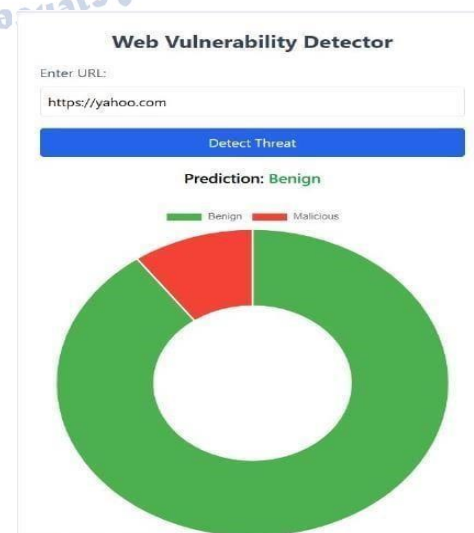 Web Vulnerability Detector
Enter URL:
https://yahoo.com
Detect Threat
Prediction: Benign
Benign Malicious